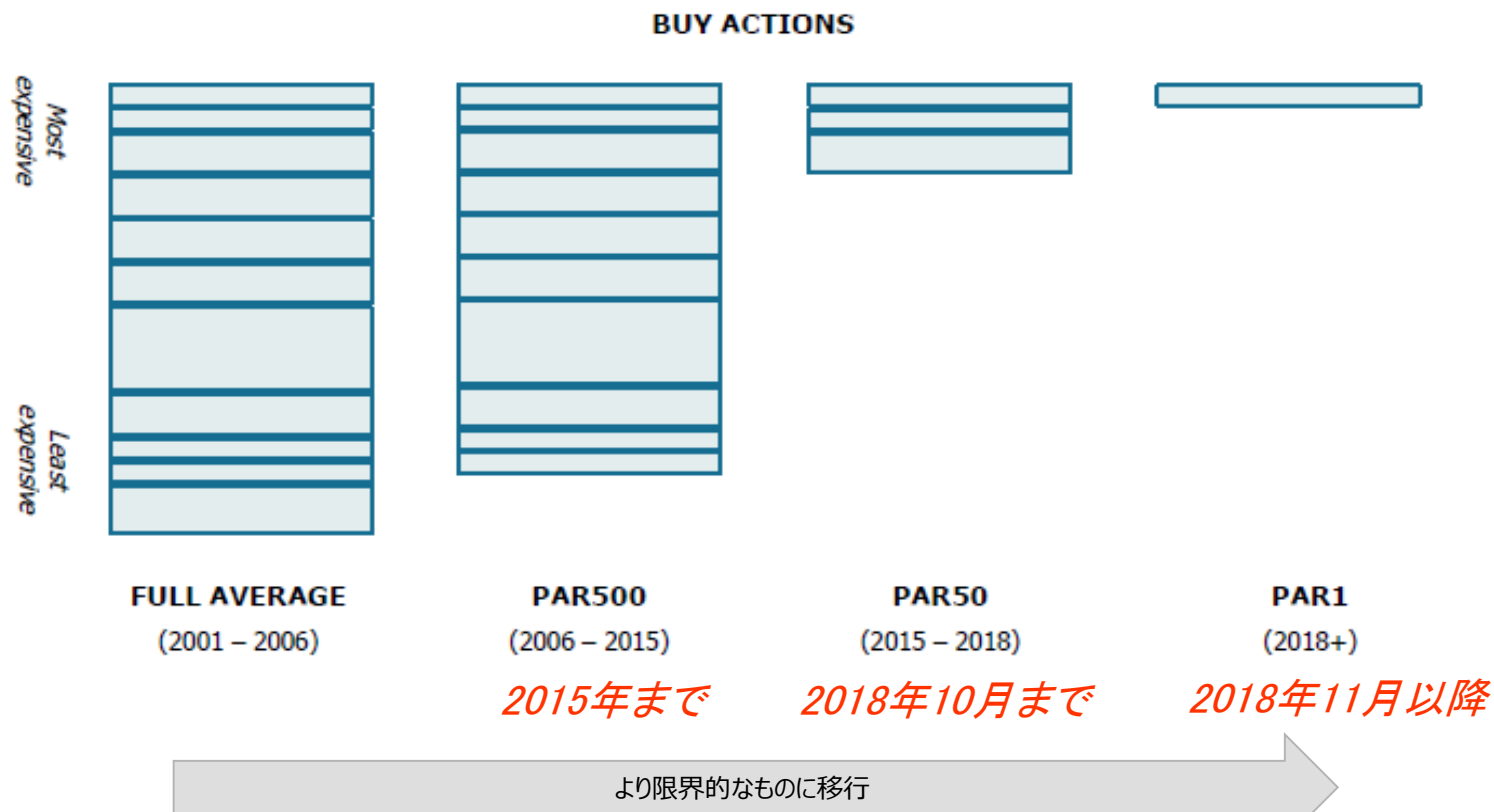 BUY ACTIONS
Most
expensive
Least
expensive
FULL AVERAGE
(2001 – 2006)
PAR500
(2006 – 2015)
2015年まで
PAR50
(2015 – 2018)
2018年10月まで
PAR1
(2018+)
2018年11月以降
より限界的なものに移行